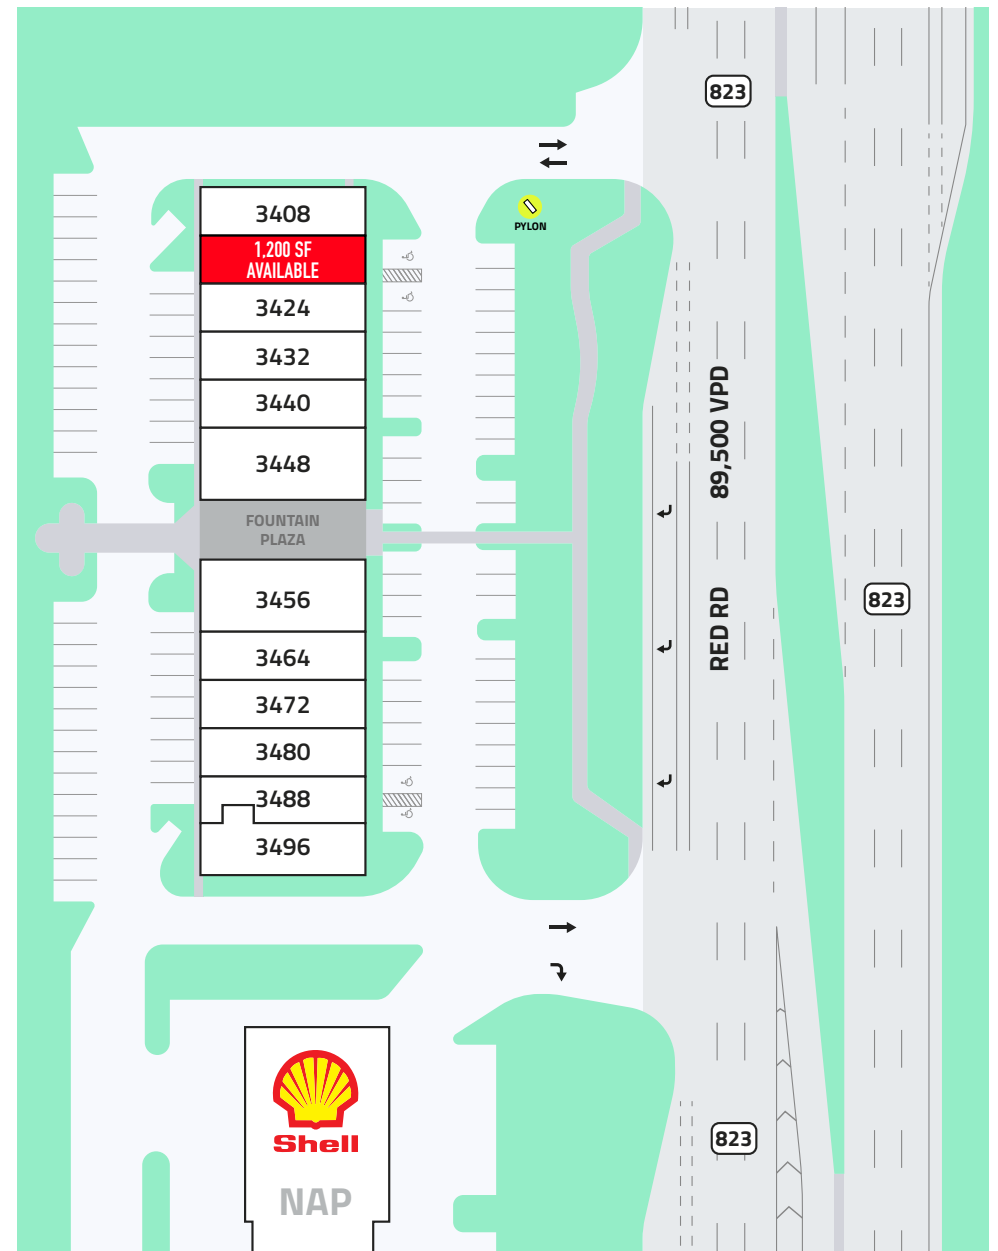 823
3408
PYLON
1,200 SF
AVAILABLE
3424
3432
3440
89,500 VPD
3448
FOUNTAIN
PLAZA
3456
823
RED RD
3464
3472
3480
3488
3496
Shell
823
NAP